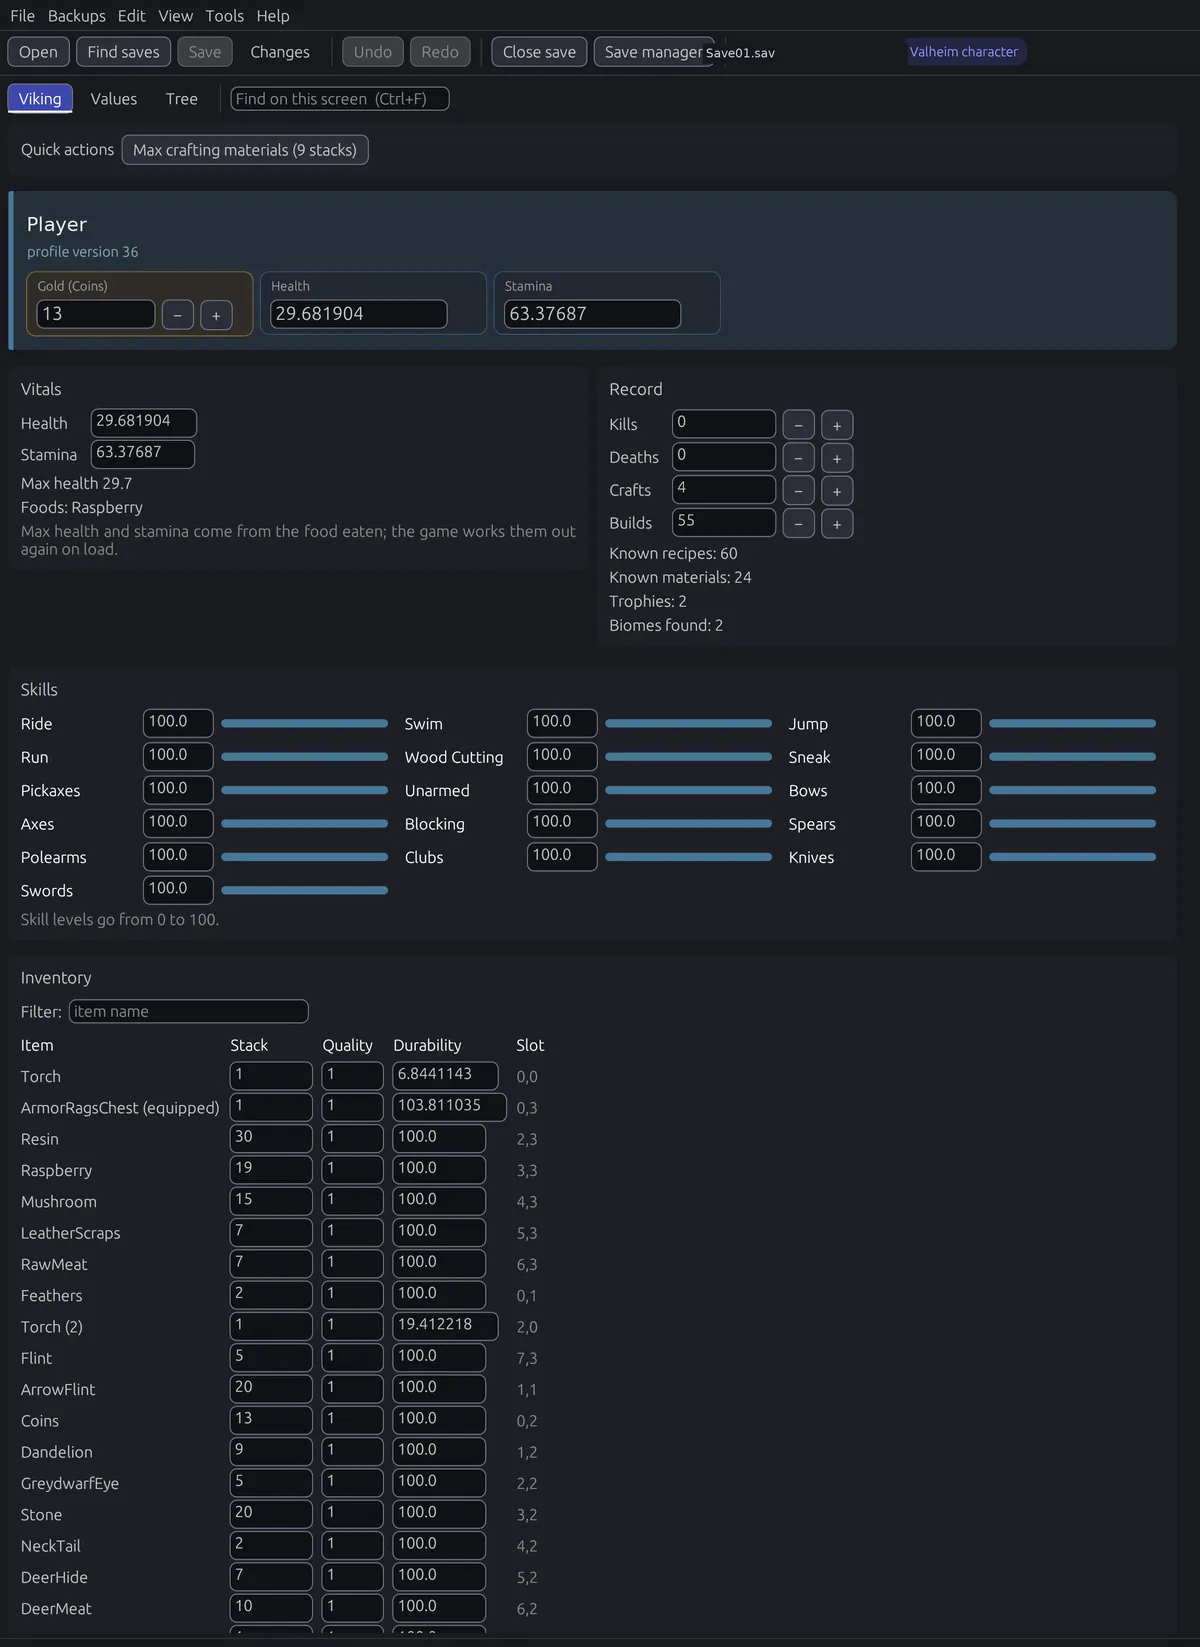 File Backups Edit View Tools Help
Open Find saves Save Changes Undo Redo Close save Save manager Save01.sav Valheim character
Viking Values Tree Find on this screen (Ctrl+F)
Quick actions Max crafting materials (9 stacks)
Player
profile version 36
Gold (Coins) Health Stamina
13 − + 29.681904 63.37687
Vitals
Health 29.681904
Stamina 63.37687
Max health 29.7
Foods: Raspberry
Max health and stamina come from the food eaten; the game works them out
again on load.
Record
Kills 0 − +
Deaths 0 − +
Crafts 4 − +
Builds 55 − +
Known recipes: 60
Known materials: 24
Trophies: 2
Biomes found: 2
Skills
Ride 100.0 Swim 100.0 Jump 100.0
Run 100.0 Wood Cutting 100.0 Sneak 100.0
Pickaxes 100.0 Unarmed 100.0 Bows 100.0
Axes 100.0 Blocking 100.0 Spears 100.0
Polearms 100.0 Clubs 100.0 Knives 100.0
Swords 100.0
Skill levels go from 0 to 100.
Inventory
Filter: item name
Item Stack Quality Durability Slot
Torch 1 1 6.8441143 0,0
ArmorRagsChest (equipped) 1 1 103.811035 0,3
Resin 30 1 100.0 2,3
Raspberry 19 1 100.0 3,3
Mushroom 15 1 100.0 4,3
LeatherScraps 7 1 100.0 5,3
RawMeat 7 1 100.0 6,3
Feathers 2 1 100.0 0,1
Torch (2) 1 1 19.412218 2,0
Flint 5 1 100.0 7,3
ArrowFlint 20 1 100.0 1,1
Coins 13 1 100.0 0,2
Dandelion 9 1 100.0 1,2
GreydwarfEye 5 1 100.0 2,2
Stone 20 1 100.0 3,2
NeckTail 2 1 100.0 4,2
DeerHide 7 1 100.0 5,2
DeerMeat 10 1 100.0 6,2